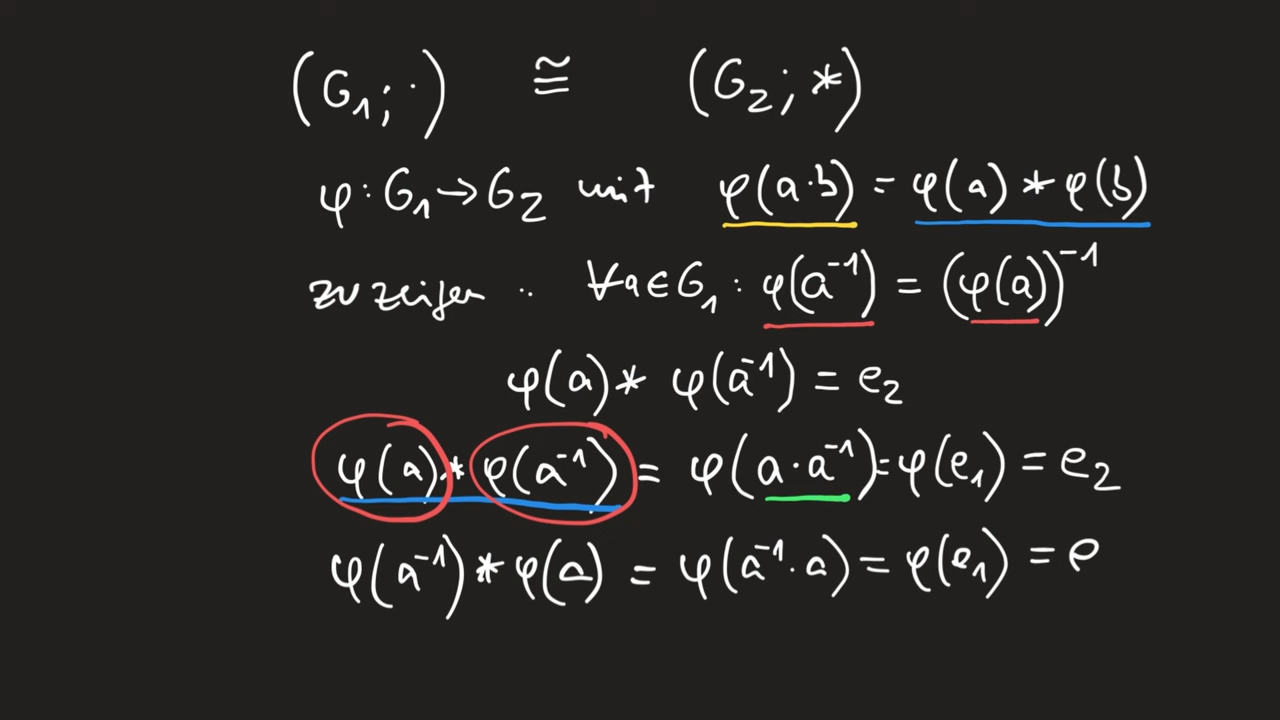 (G₁; ·) ≅ (G₂; *)
φ: G₁ → G₂ mit φ(a·b) = φ(a) * φ(b)
zu zeigen : ∀a∈G₁ : φ(a⁻¹) = (φ(a))⁻¹
φ(a) * φ(a⁻¹) = e₂
φ(a) * φ(a⁻¹) = φ(a·a⁻¹) = φ(e₁) = e₂
φ(a⁻¹) * φ(a) = φ(a⁻¹·a) = φ(e₁) = e